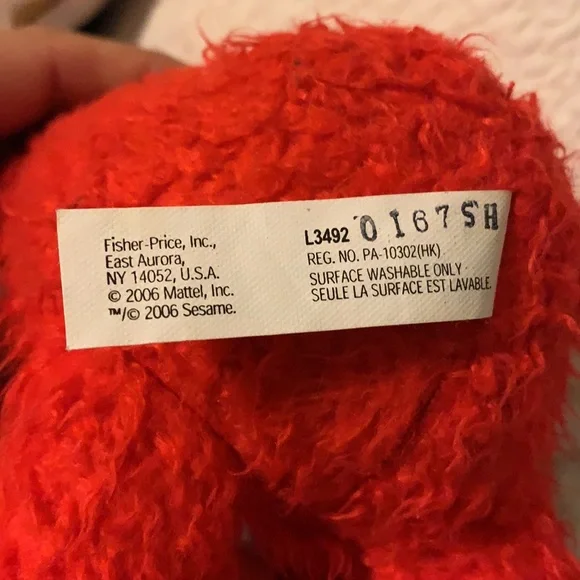 Fisher-Price, Inc.,
East Aurora,
NY 14052, U.S.A.
© 2006 Mattel, Inc.
™/© 2006 Sesame.
L3492 0167SH
REG. NO. PA-10302(HK)
SURFACE WASHABLE ONLY
SEULE LA SURFACE EST LAVABLE.